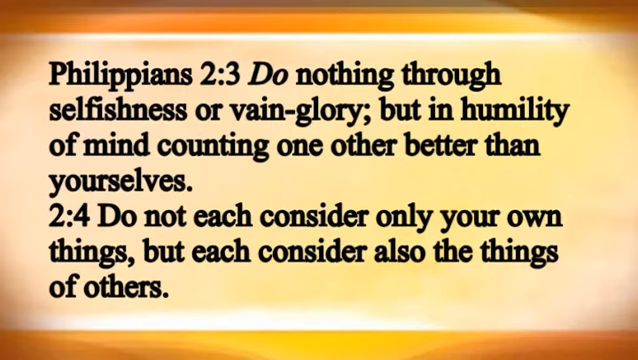 Philippians 2:3 Do nothing through
selfishness or vain-glory; but in humility
of mind counting one other better than
yourselves.
2:4 Do not each consider only your own
things, but each consider also the things
of others.